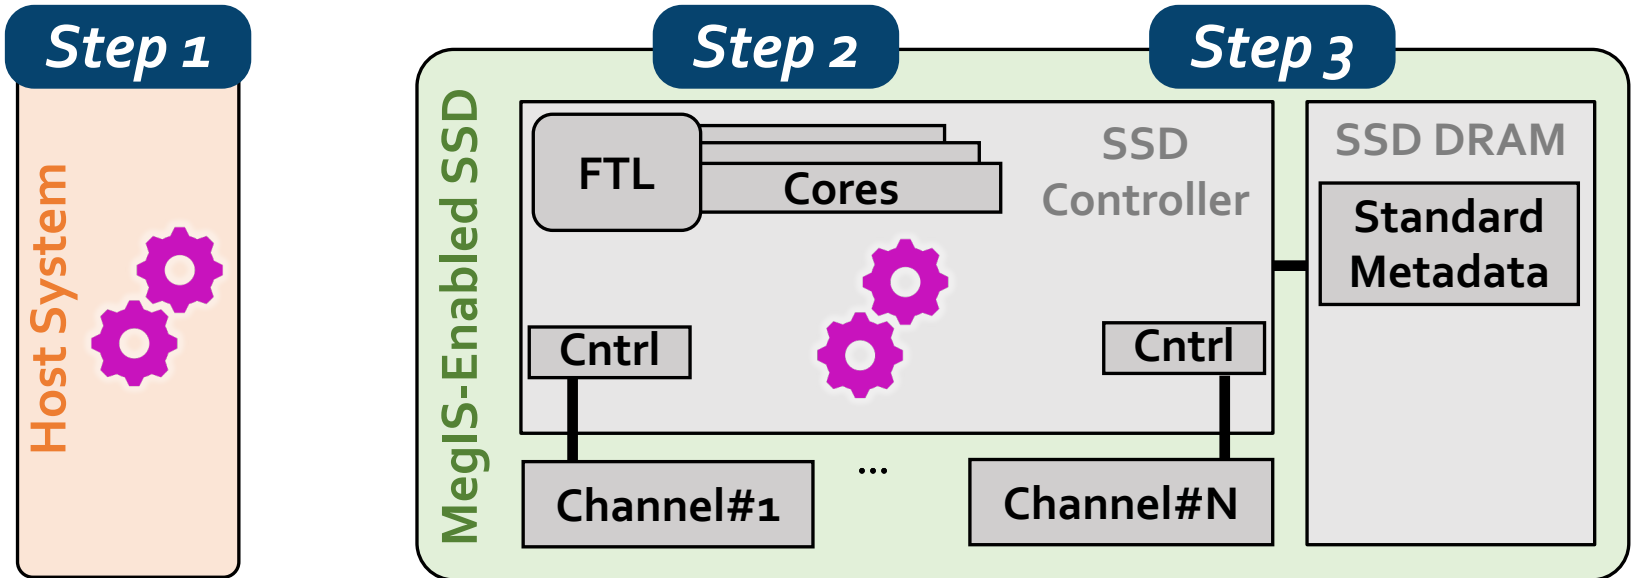 Step 1
Host System
Step 2
Step 3
MegIS-Enabled SSD
FTL
Cores
SSD
Controller
SSD DRAM
Standard
Metadata
Cntrl
Cntrl
Channel#1
...
Channel#N